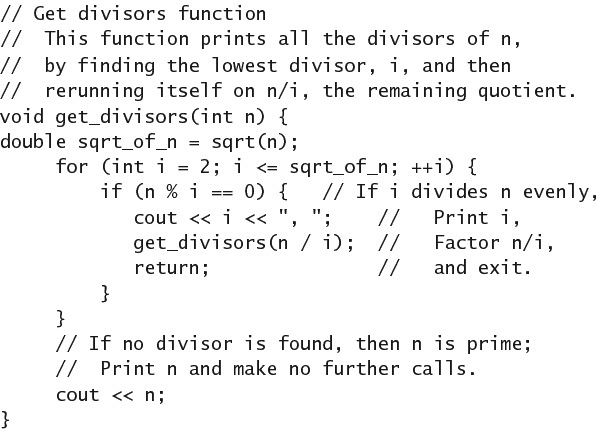 // Get divisors function
//  This function prints all the divisors of n,
//  by finding the lowest divisor, i, and then
//  rerunning itself on n/i, the remaining quotient.
void get_divisors(int n) {
double sqrt_of_n = sqrt(n);
     for (int i = 2; i <= sqrt_of_n; ++i) {
         if (n % i == 0) {   // If i divides n evenly,
            cout << i << ", ";    //   Print i,
            get_divisors(n / i);  //   Factor n/i,
            return;               //   and exit.
         }
     }
     // If no divisor is found, then n is prime;
     //  Print n and make no further calls.
     cout << n;
}